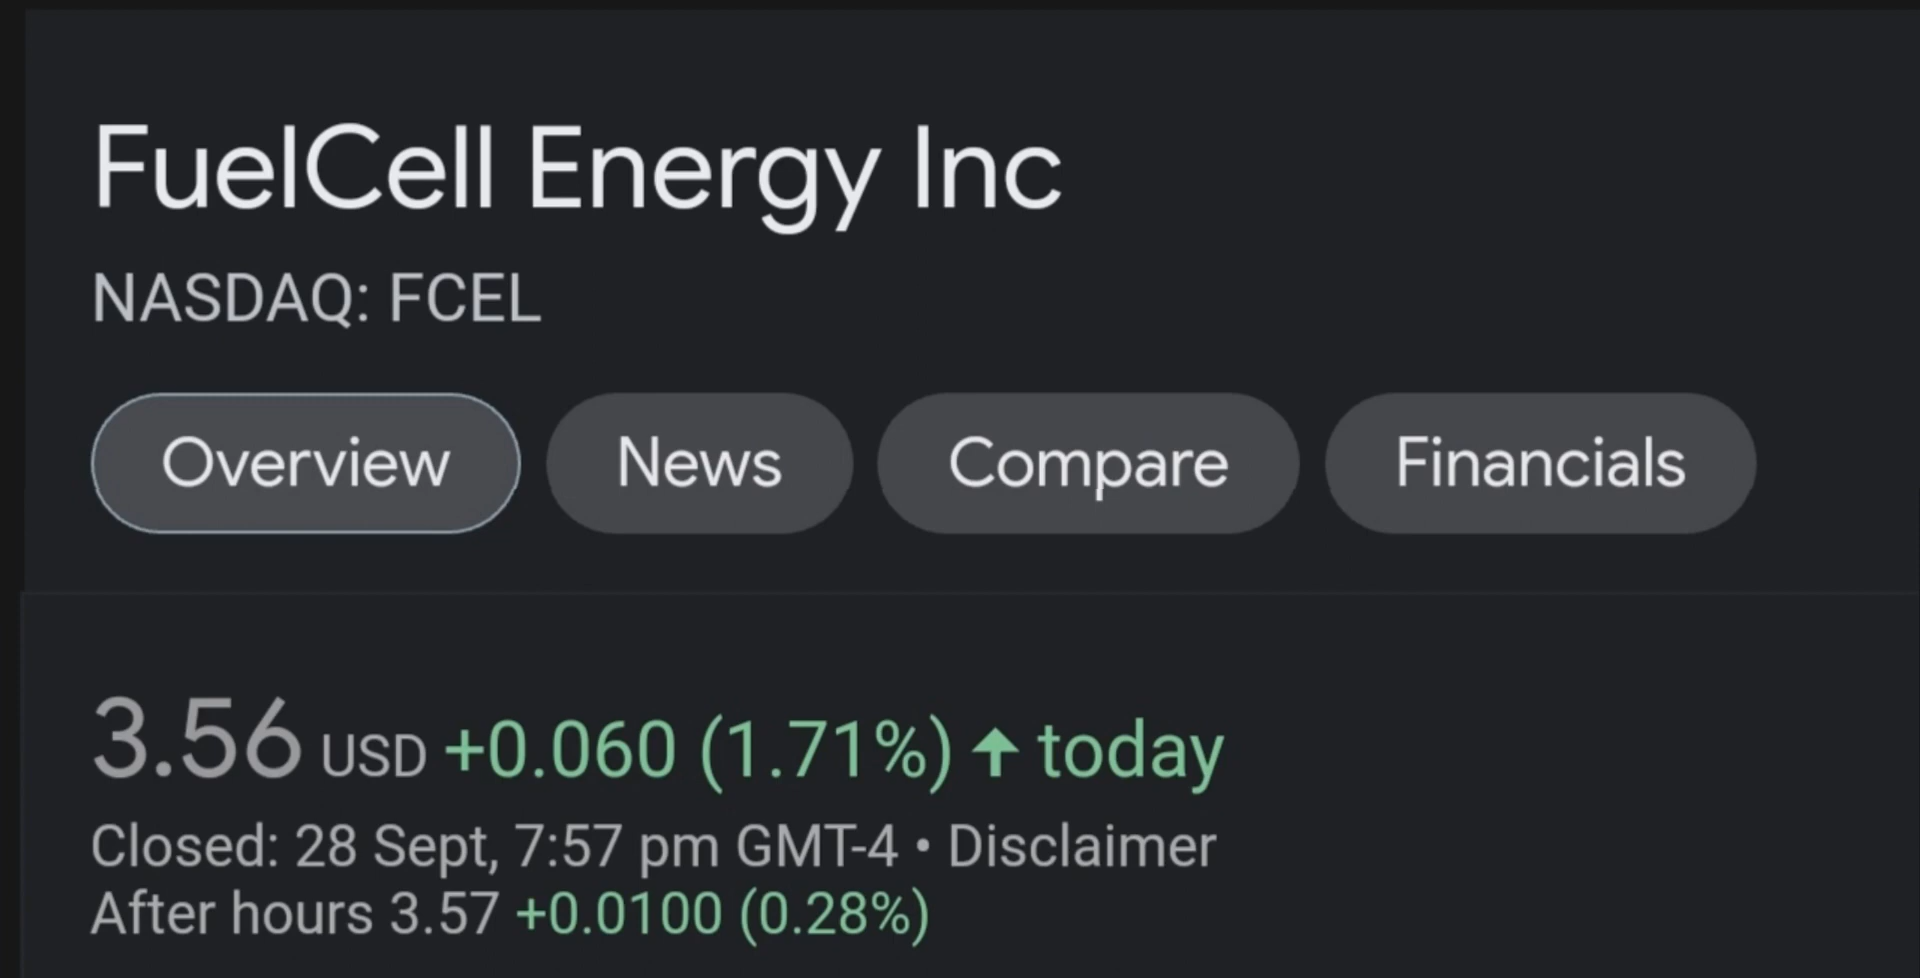 FuelCell Energy Inc
NASDAQ: FCEL
Overview News Compare Financials
3.56 USD +0.060 (1.71%) ↑ today
Closed: 28 Sept, 7:57 pm GMT-4 • Disclaimer
After hours 3.57 +0.0100 (0.28%)